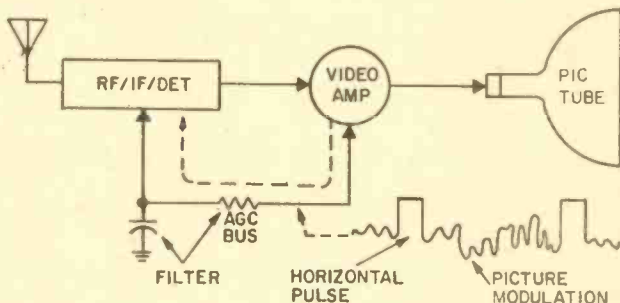 RF/IF/DET
VIDEO
AMP
PIC
TUBE
AGC
BUS
FILTER
HORIZONTAL
PULSE
PICTURE
MODULATION